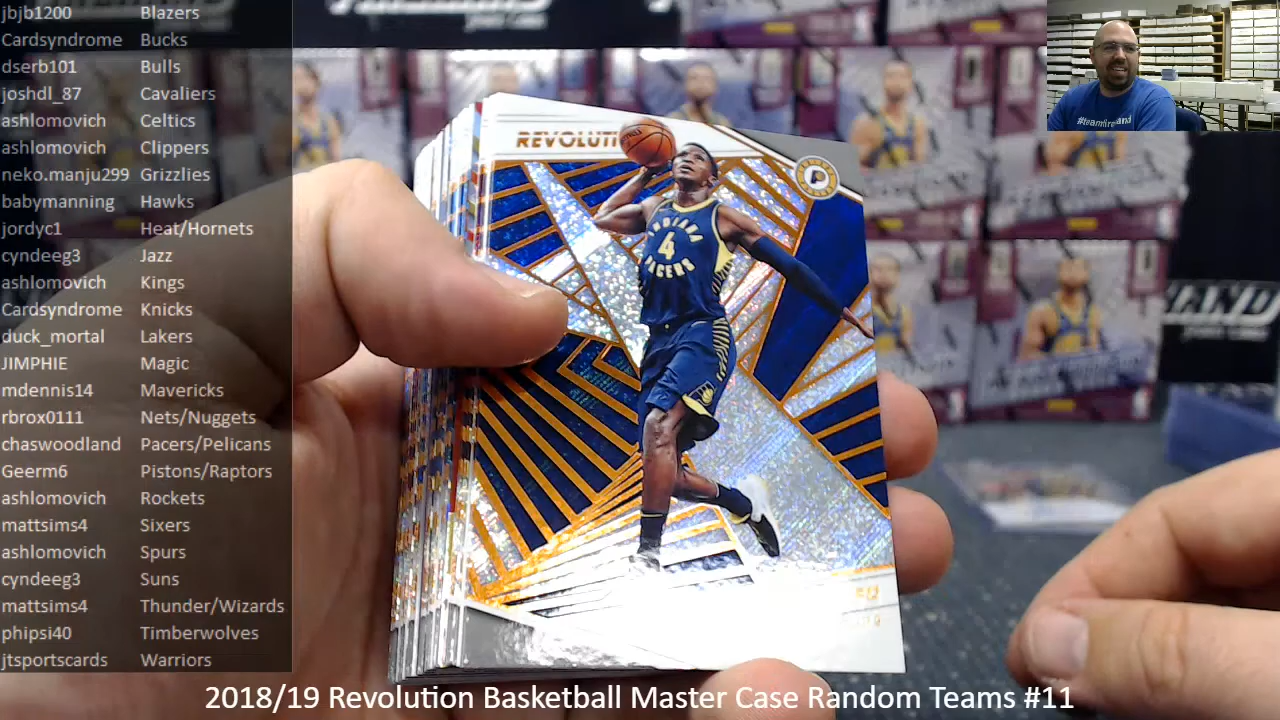 jbjb1200 Blazers
Cardsyndrome Bucks
dserb101 Bulls
joshdl_87 Cavaliers
ashlomovich Celtics
ashlomovich Clippers
neko.manju299 Grizzlies
babymanning Hawks
jordyc1 Heat/Hornets
cyndeeg3 Jazz
ashlomovich Kings
Cardsyndrome Knicks
duck_mortal Lakers
JIMPHIE Magic
mdennis14 Mavericks
rbrox0111 Nets/Nuggets
chaswoodland Pacers/Pelicans
Geerm6 Pistons/Raptors
ashlomovich Rockets
mattsims4 Sixers
ashlomovich Spurs
cyndeeg3 Suns
mattsims4 Thunder/Wizards
phipsi40 Timberwolves
jtsportscards Warriors
INDIANA
4
PACERS
2018/19 Revolution Basketball Master Case Random Teams #11